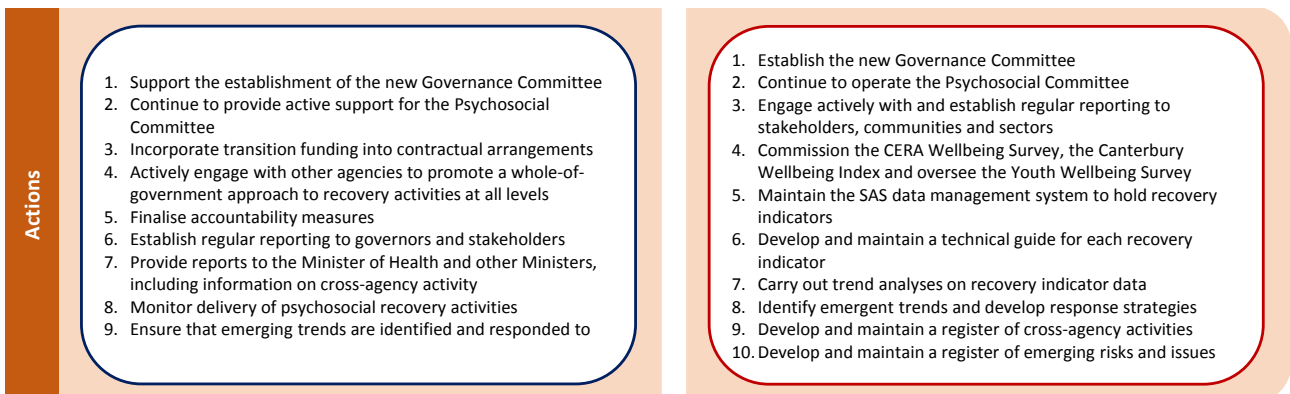 Actions
1. Support the establishment of the new Governance Committee
2. Continue to provide active support for the Psychosocial
Committee
3. Incorporate transition funding into contractual arrangements
4. Actively engage with other agencies to promote a whole-of-
government approach to recovery activities at all levels
5. Finalise accountability measures
6. Establish regular reporting to governors and stakeholders
7. Provide reports to the Minister of Health and other Ministers,
including information on cross-agency activity
8. Monitor delivery of psychosocial recovery activities
9. Ensure that emerging trends are identified and responded to
1. Establish the new Governance Committee
2. Continue to operate the Psychosocial Committee
3. Engage actively with and establish regular reporting to
stakeholders, communities and sectors
4. Commission the CERA Wellbeing Survey, the Canterbury
Wellbeing Index and oversee the Youth Wellbeing Survey
5. Maintain the SAS data management system to hold recovery
indicators
6. Develop and maintain a technical guide for each recovery
indicator
7. Carry out trend analyses on recovery indicator data
8. Identify emergent trends and develop response strategies
9. Develop and maintain a register of cross-agency activities
10. Develop and maintain a register of emerging risks and issues